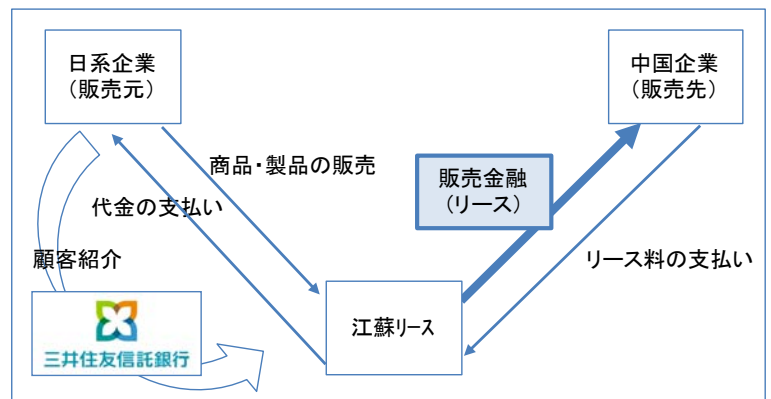 日系企業
（販売元）
中国企業
（販売先）
商品・製品の販売
販売金融
（リース）
代金の支払い
顧客紹介
リース料の支払い
江蘇リース
三井住友信託銀行